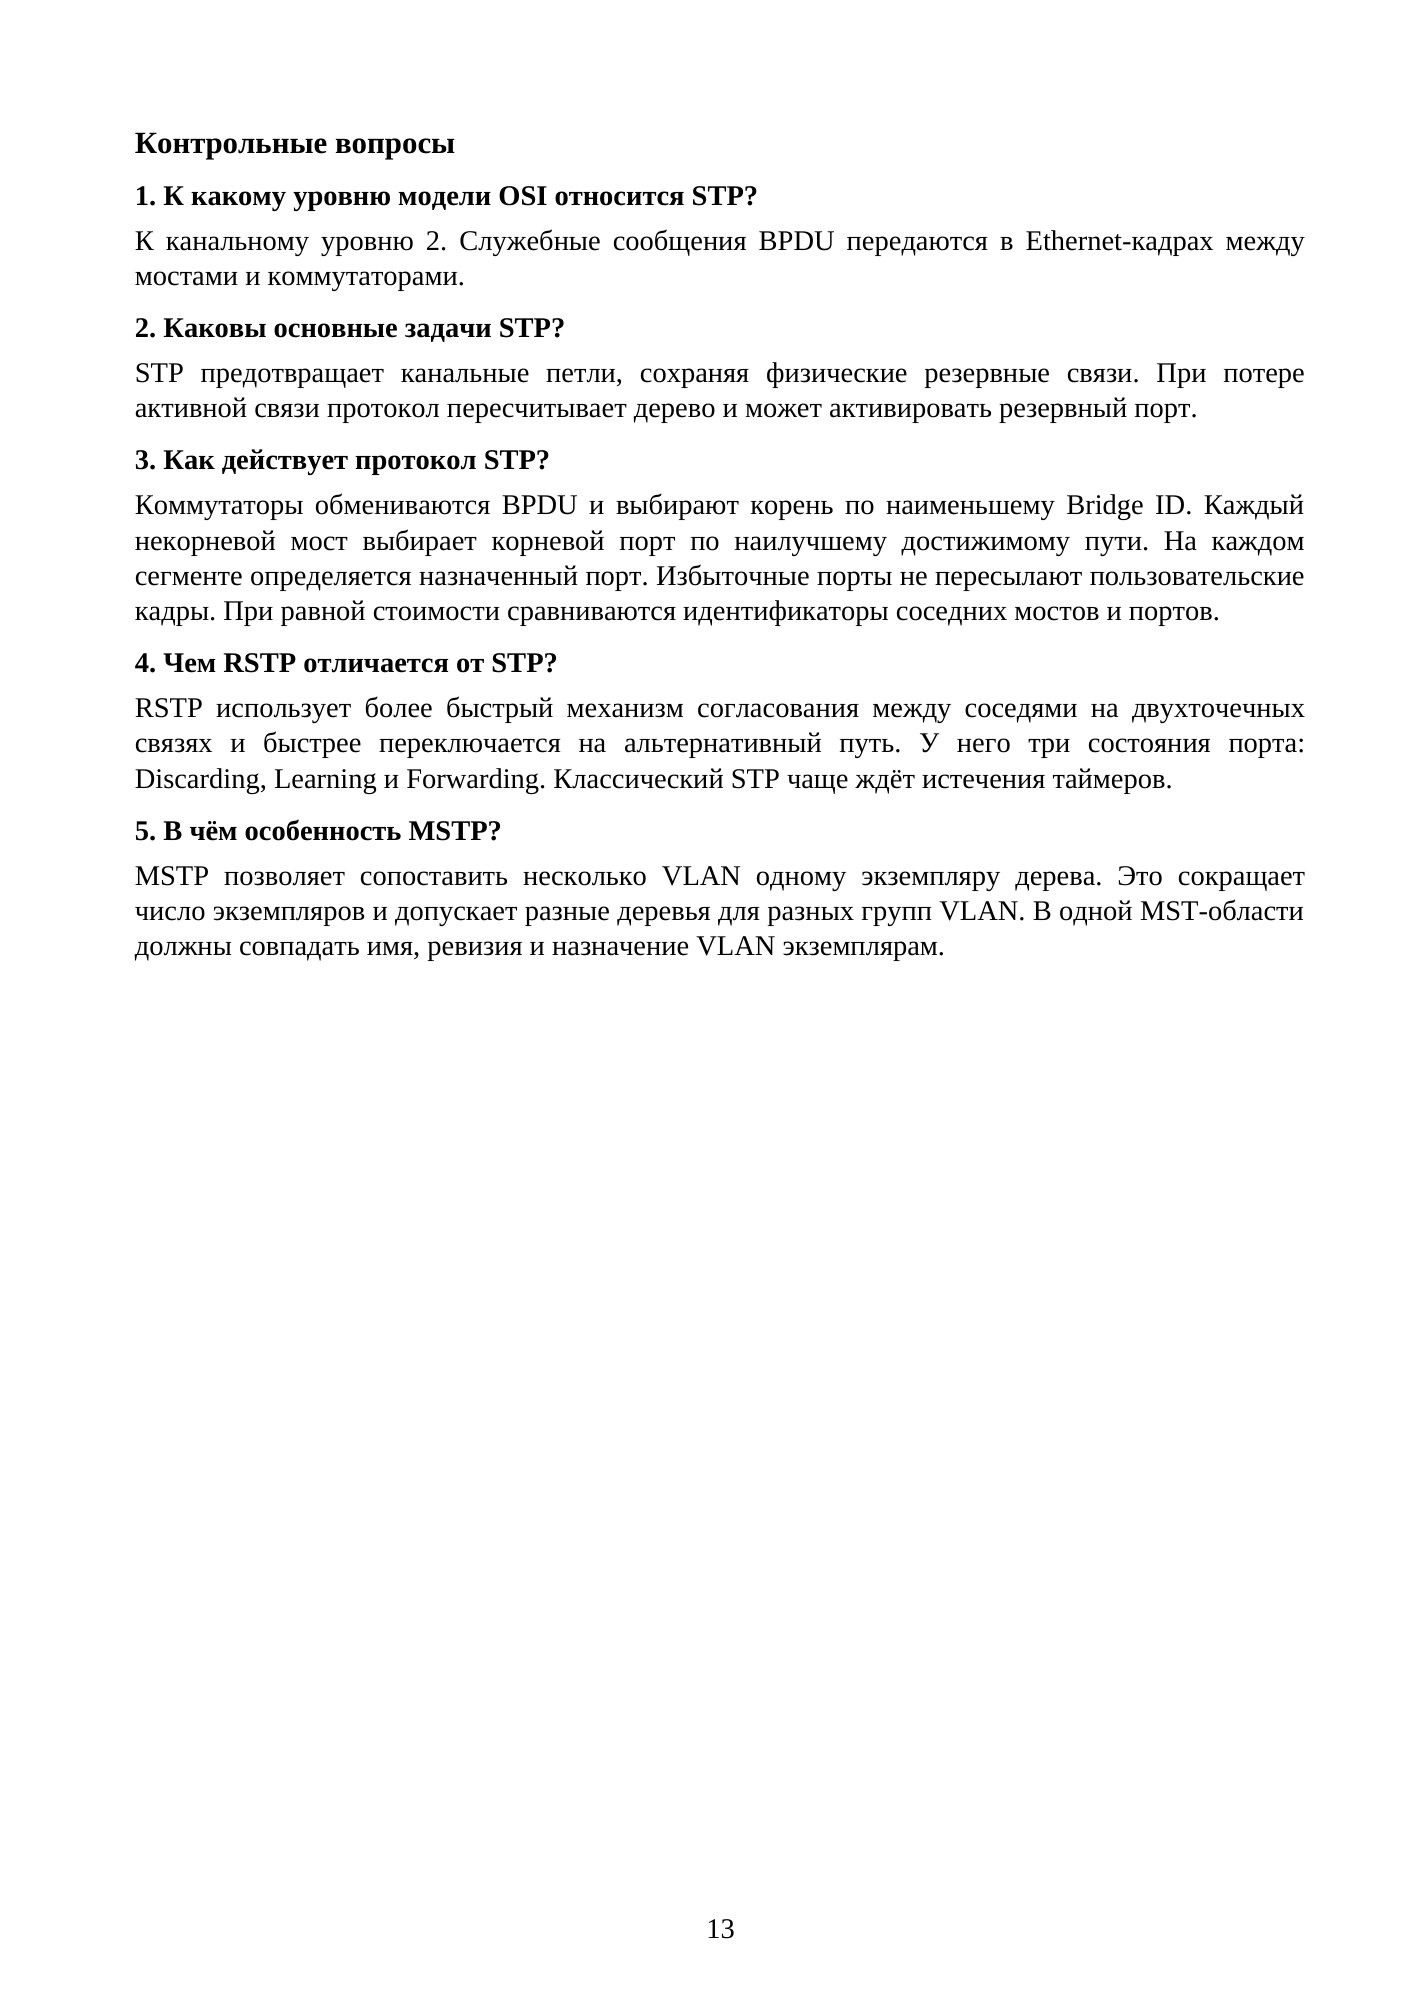 Контрольные вопросы
1. К какому уровню модели OSI относится STP?
К канальному уровню 2. Служебные сообщения BPDU передаются в Ethernet-кадрах между
мостами и коммутаторами.
2. Каковы основные задачи STP?
STP предотвращает канальные петли, сохраняя физические резервные связи. При потере
активной связи протокол пересчитывает дерево и может активировать резервный порт.
3. Как действует протокол STP?
Коммутаторы обмениваются BPDU и выбирают корень по наименьшему Bridge ID. Каждый
некорневой мост выбирает корневой порт по наилучшему достижимому пути. На каждом
сегменте определяется назначенный порт. Избыточные порты не пересылают пользовательские
кадры. При равной стоимости сравниваются идентификаторы соседних мостов и портов.
4. Чем RSTP отличается от STP?
RSTP использует более быстрый механизм согласования между соседями на двухточечных
связях и быстрее переключается на альтернативный путь. У него три состояния порта:
Discarding, Learning и Forwarding. Классический STP чаще ждёт истечения таймеров.
5. В чём особенность MSTP?
MSTP позволяет сопоставить несколько VLAN одному экземпляру дерева. Это сокращает
число экземпляров и допускает разные деревья для разных групп VLAN. В одной MST-области
должны совпадать имя, ревизия и назначение VLAN экземплярам.
13